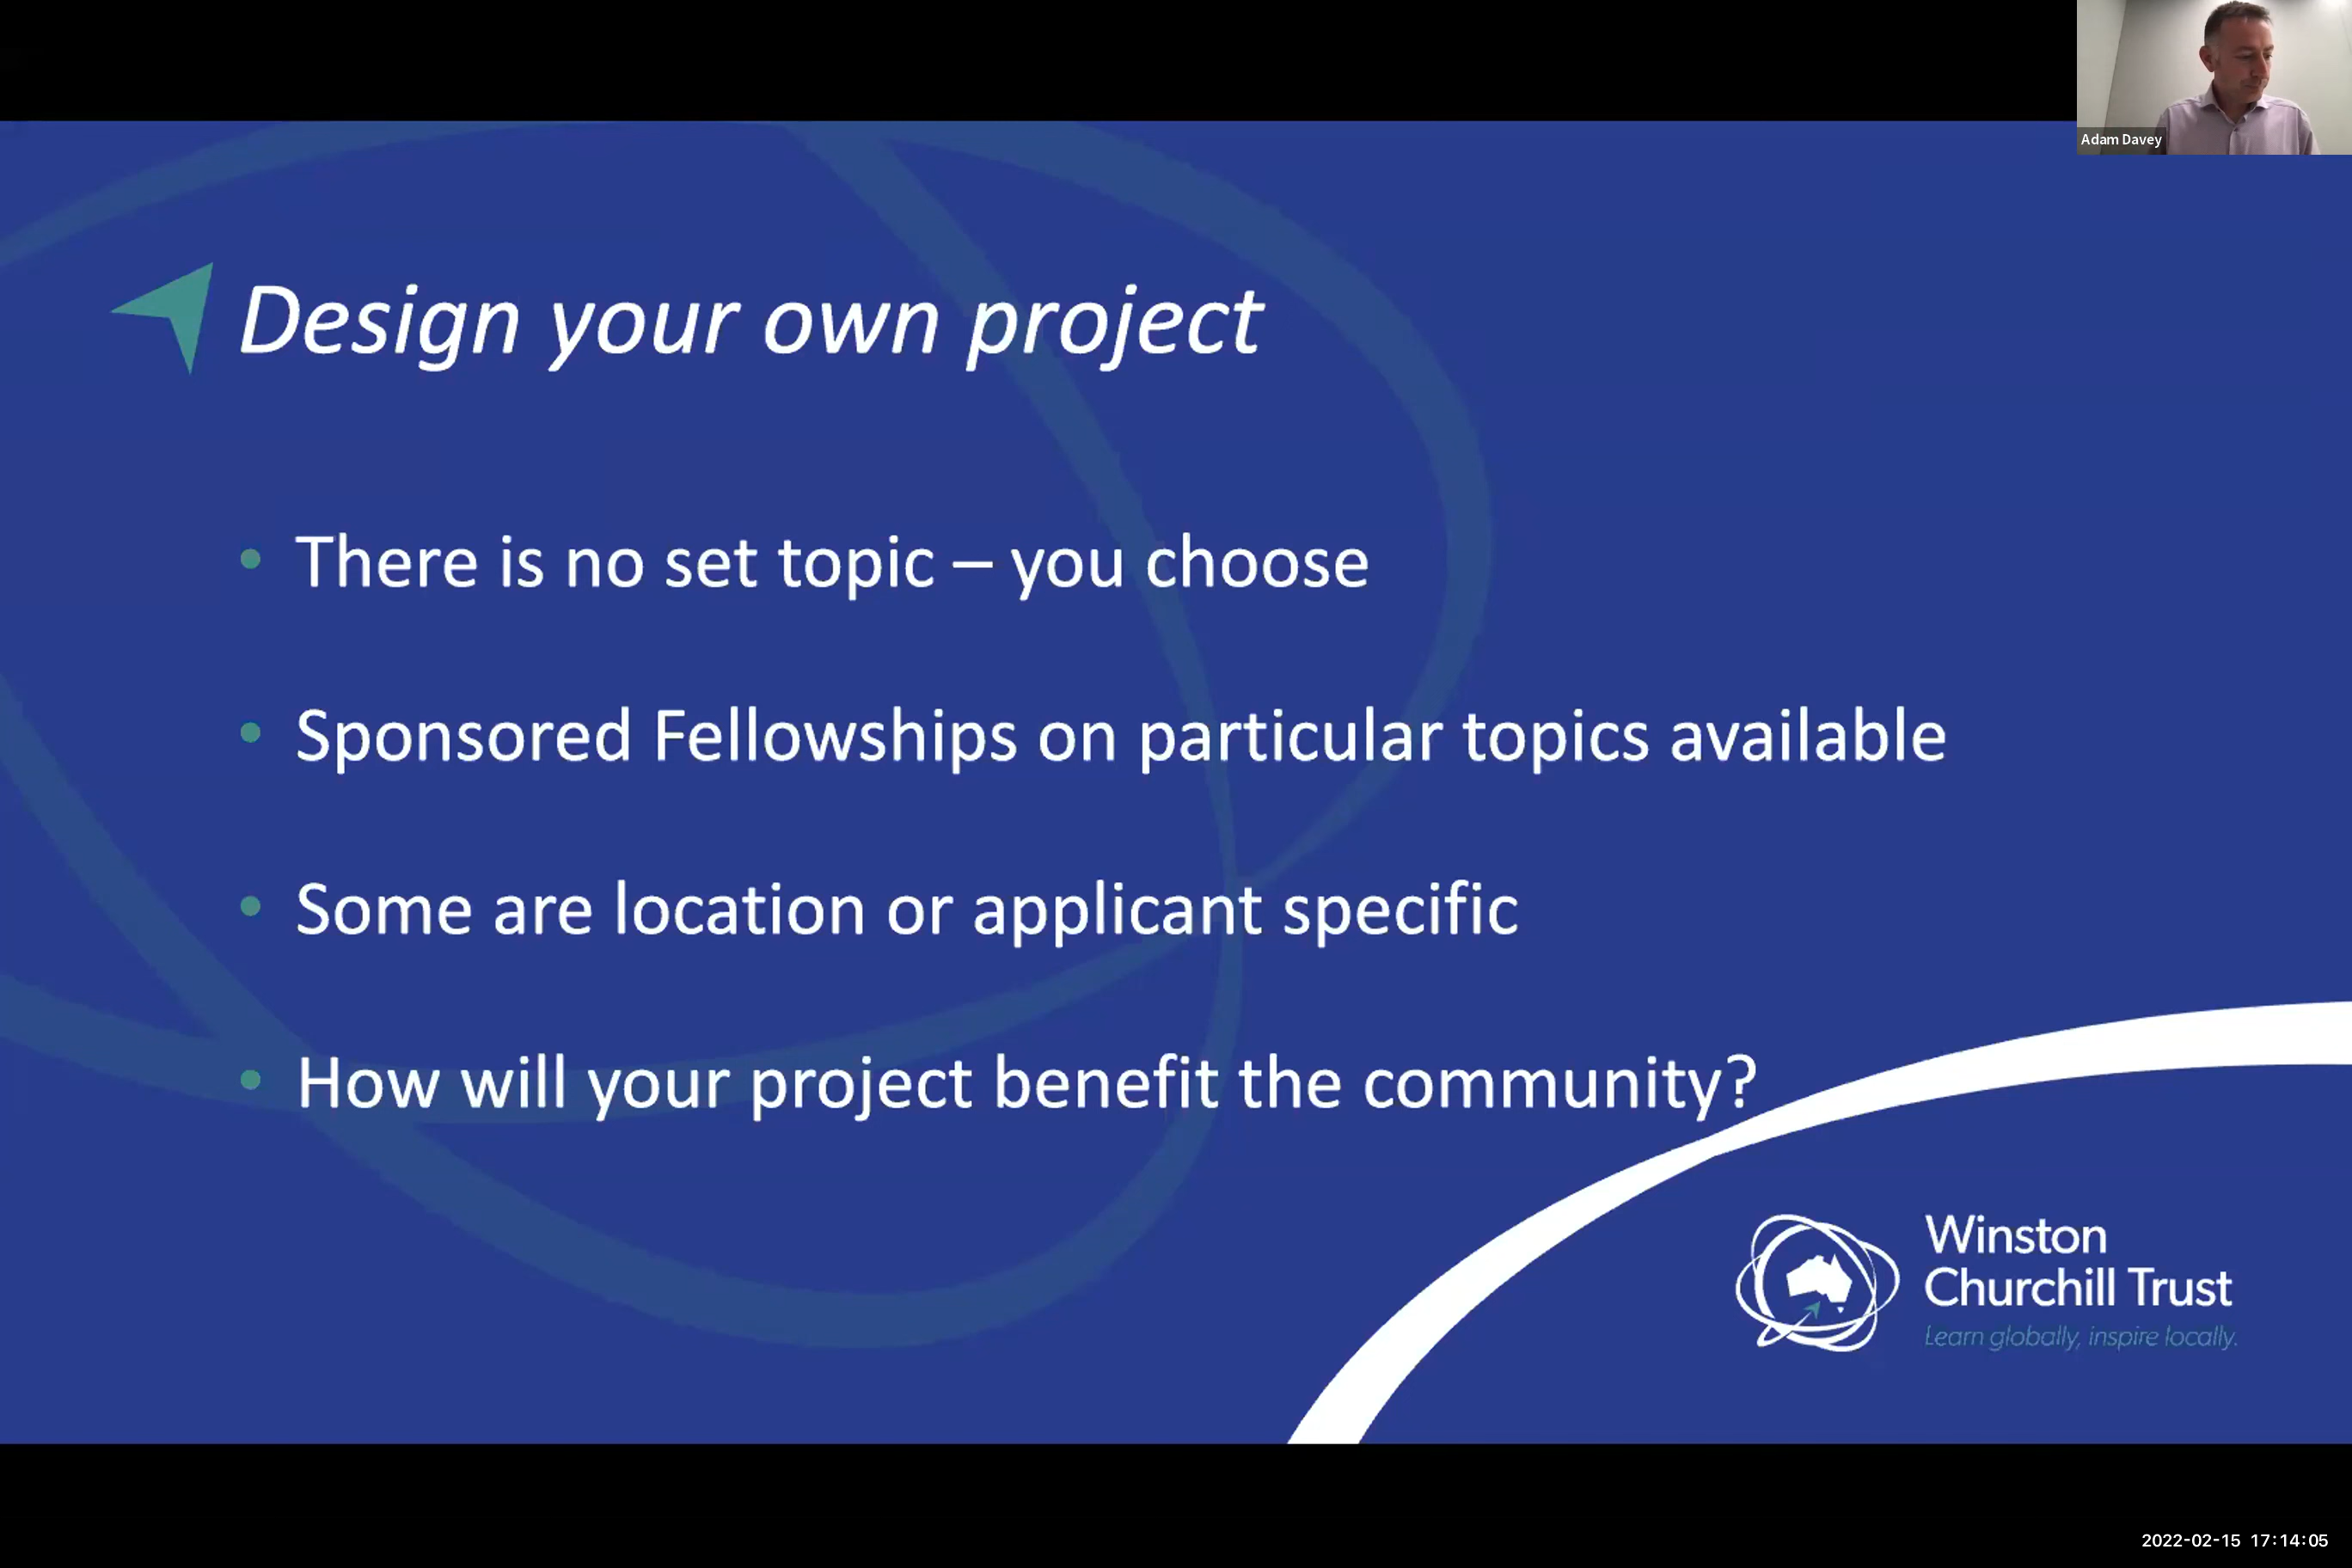 Adam Davey
Design your own project
• There is no set topic – you choose
• Sponsored Fellowships on particular topics available
• Some are location or applicant specific
• How will your project benefit the community?
Winston
Churchill Trust
Learn globally, inspire locally.
2022-02-15 17:14:05